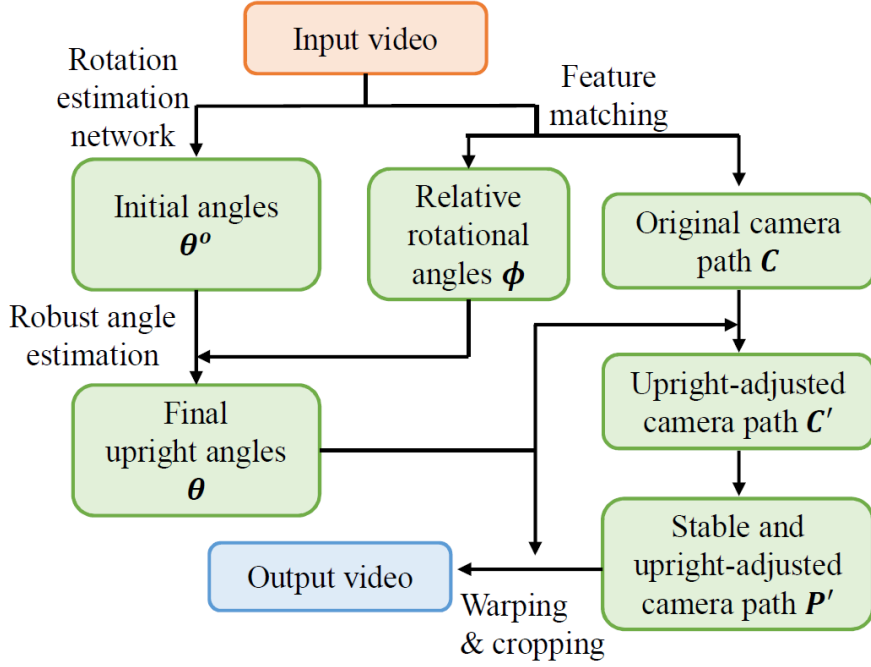 Input video
Rotation
estimation
network
Feature
matching
Initial angles
θᵒ
Relative
rotational
angles ϕ
Original camera
path C
Robust angle
estimation
Final
upright angles
θ
Upright-adjusted
camera path C′
Stable and
upright-adjusted
camera path P′
Output video
Warping
& cropping